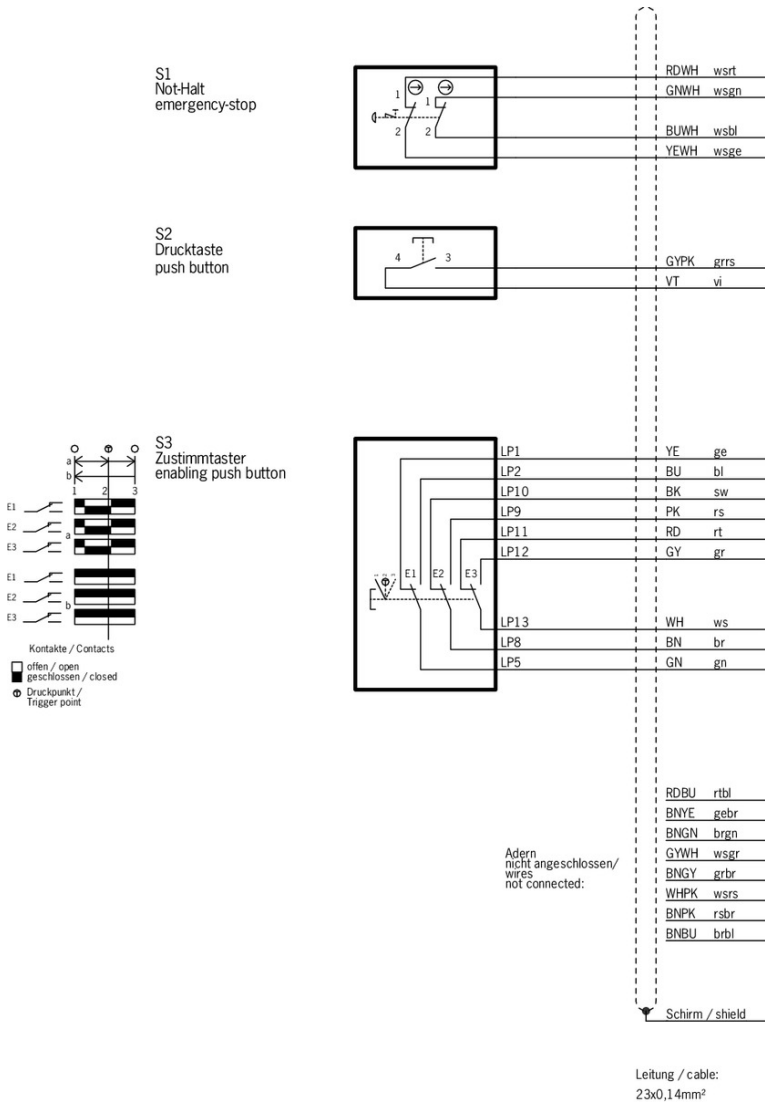 S1
Not-Halt
emergency-stop
1
1
2
2
RDWH wsrt
GNWH wsgn
BUWH wsbl
YEWH wsge
S2
Drucktaste
push button
4
3
GYPK grrs
VT vi
S3
Zustimmtaster
enabling push button
a
b
1 2 3
E1
E2
a
E3
E1
E2
b
E3
Kontakte / Contacts
offen / open
geschlossen / closed
Druckpunkt /
Trigger point
E1 E2 E3
LP1 YE ge
LP2 BU bl
LP10 BK sw
LP9 PK rs
LP11 RD rt
LP12 GY gr
LP13 WH ws
LP8 BN br
LP5 GN gn
Adern
nicht angeschlossen/
wires
not connected:
RDBU rtbl
BNYE gebr
BNGN brgn
GYWH wsgr
BNGY grbr
WHPK wsrs
BNPK rsbr
BNBU brbl
Schirm / shield
Leitung / cable:
23x0,14mm²